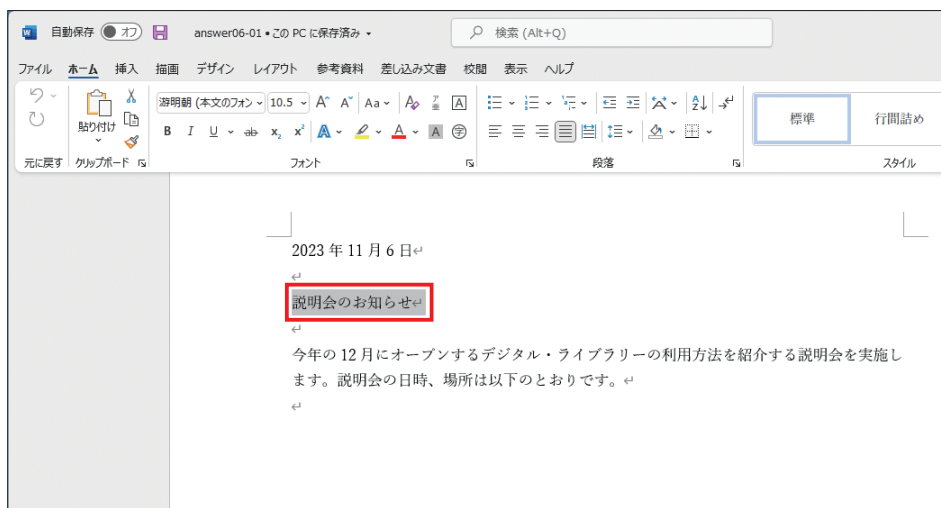 自動保存 オフ answer06-01 • この PC に保存済み 検索 (Alt+Q)
ファイル ホーム 挿入 描画 デザイン レイアウト 参考資料 差し込み文書 校閲 表示 ヘルプ
游明朝 (本文のフォン 10.5 A A Aa A ア亜 A
貼り付け
B I U ab x₂ x² A A A 字 標準 行間詰め
元に戻す クリップボード フォント 段落 スタイル
2023 年 11 月 6 日↵
↵
説明会のお知らせ↵
↵
今年の 12 月にオープンするデジタル・ライブラリーの利用方法を紹介する説明会を実施し
ます。説明会の日時、場所は以下のとおりです。↵
↵